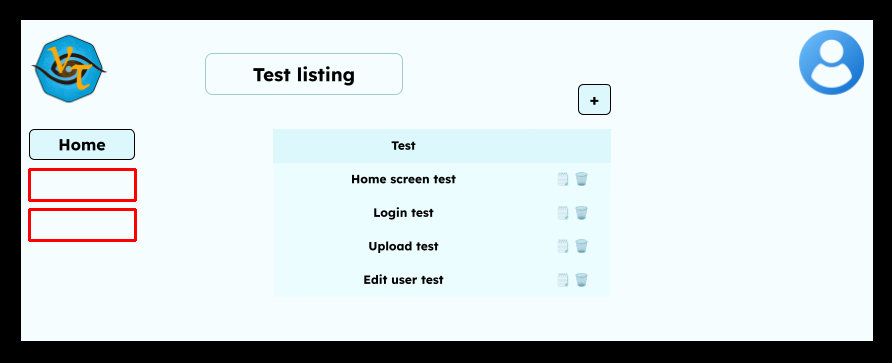 VT
Test listing
+
Home
Test
Home screen test
Login test
Upload test
Edit user test